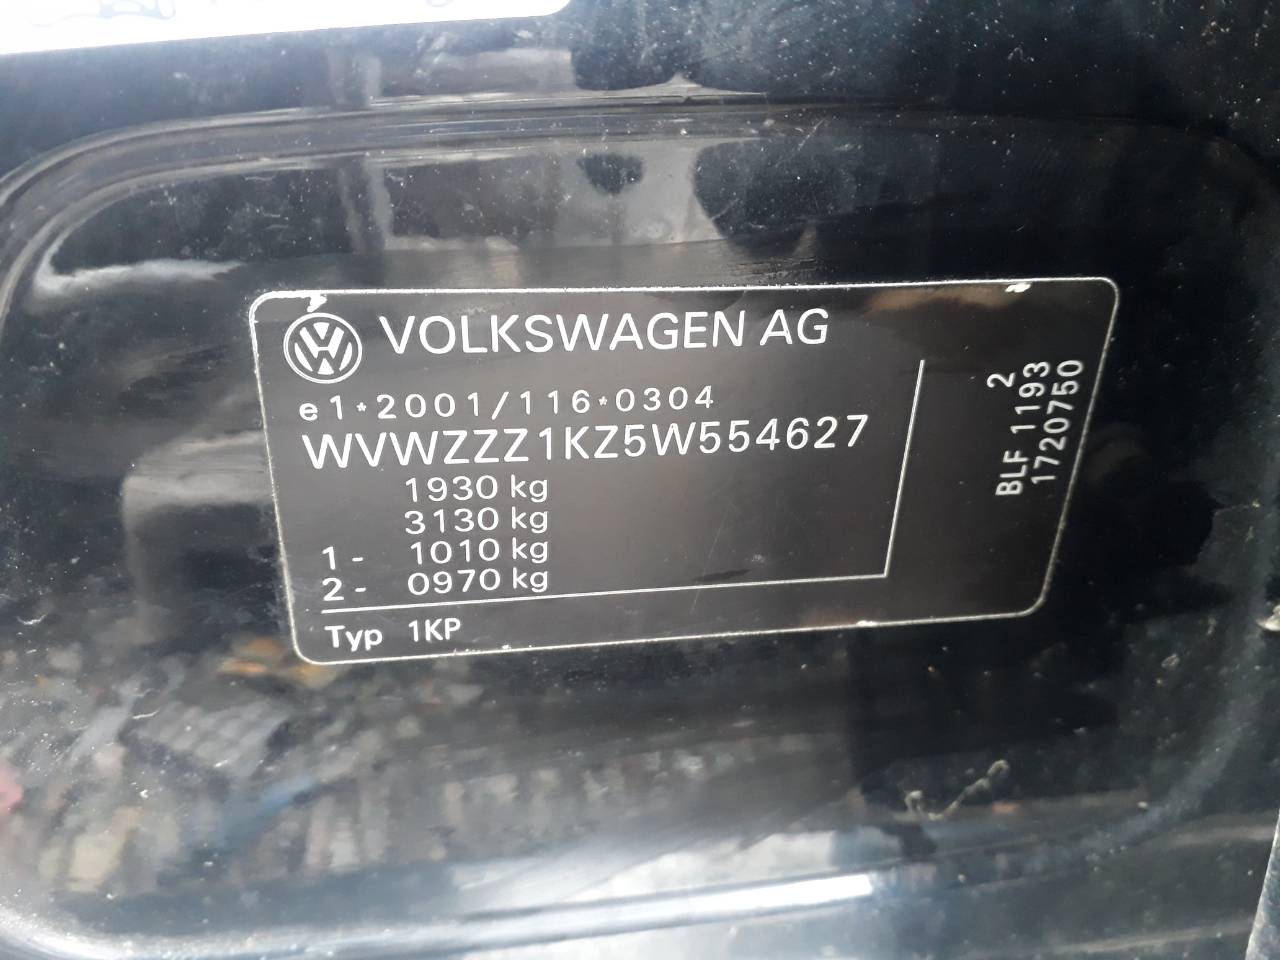 VOLKSWAGEN AG
e1*2001/116*0304
WVWZZZ1KZ5W554627
1930 kg
3130 kg
1 - 1010 kg
2 - 0970 kg
Typ 1KP
2
BLF 1193
1720750